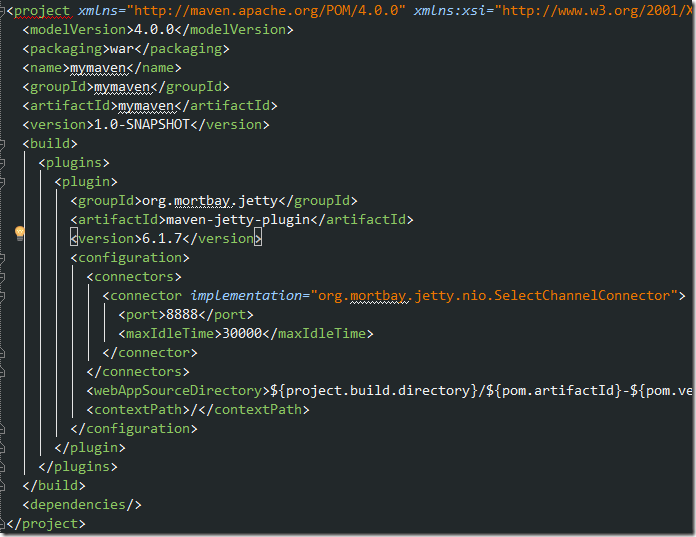 <project xmlns="http://maven.apache.org/POM/4.0.0" xmlns:xsi="http://www.w3.org/2001/X
<modelVersion>4.0.0</modelVersion>
<packaging>war</packaging>
<name>mymaven</name>
<groupId>mymaven</groupId>
<artifactId>mymaven</artifactId>
<version>1.0-SNAPSHOT</version>
<build>
<plugins>
<plugin>
<groupId>org.mortbay.jetty</groupId>
<artifactId>maven-jetty-plugin</artifactId>
<version>6.1.7</version>
<configuration>
<connectors>
<connector implementation="org.mortbay.jetty.nio.SelectChannelConnector">
<port>8888</port>
<maxIdleTime>30000</maxIdleTime>
</connector>
</connectors>
<webAppSourceDirectory>${project.build.directory}/${pom.artifactId}-${pom.ve
<contextPath>/</contextPath>
</configuration>
</plugin>
</plugins>
</build>
<dependencies/>
</project>